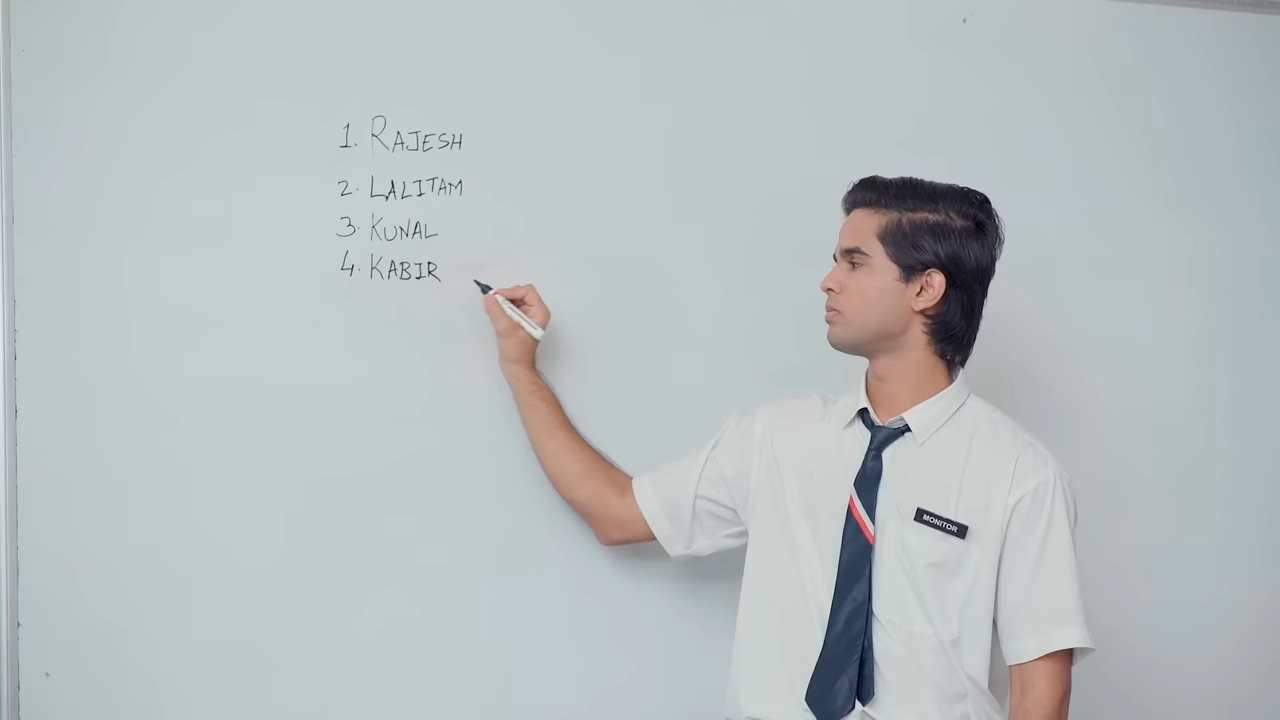 1. RAJESH
2. LALITAM
3. KUNAL
4. KABIR
MONITOR